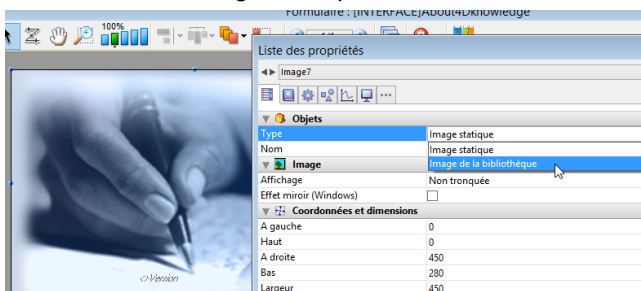 Formulaire : [INTERFACE]About4Dknowledge
100%
Liste des propriétés
Image7
Objets
Type Image statique
Nom Image statique
Image de la bibliothèque
Image
Affichage Non tronquée
Effet miroir (Windows)
Coordonnées et dimensions
A gauche 0
Haut 0
A droite 450
Bas 280
Largeur 450
<>Version